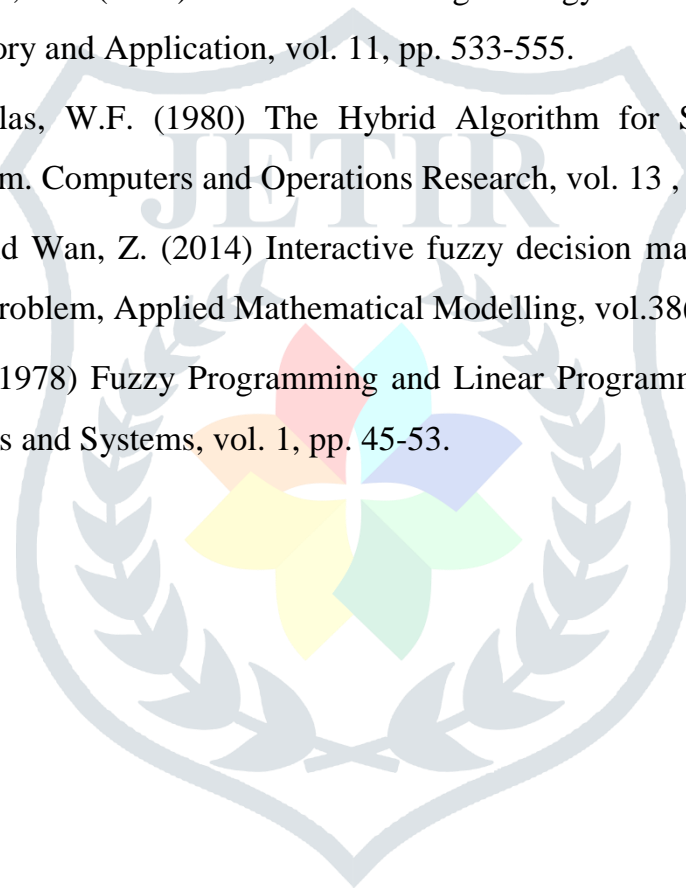 ory and Application, vol. 11, pp. 533-555.
las, W.F. (1980) The Hybrid Algorithm for S
m. Computers and Operations Research, vol. 13 ,
d Wan, Z. (2014) Interactive fuzzy decision ma
roblem, Applied Mathematical Modelling, vol.38(
1978) Fuzzy Programming and Linear Programm
s and Systems, vol. 1, pp. 45-53.
JETIR